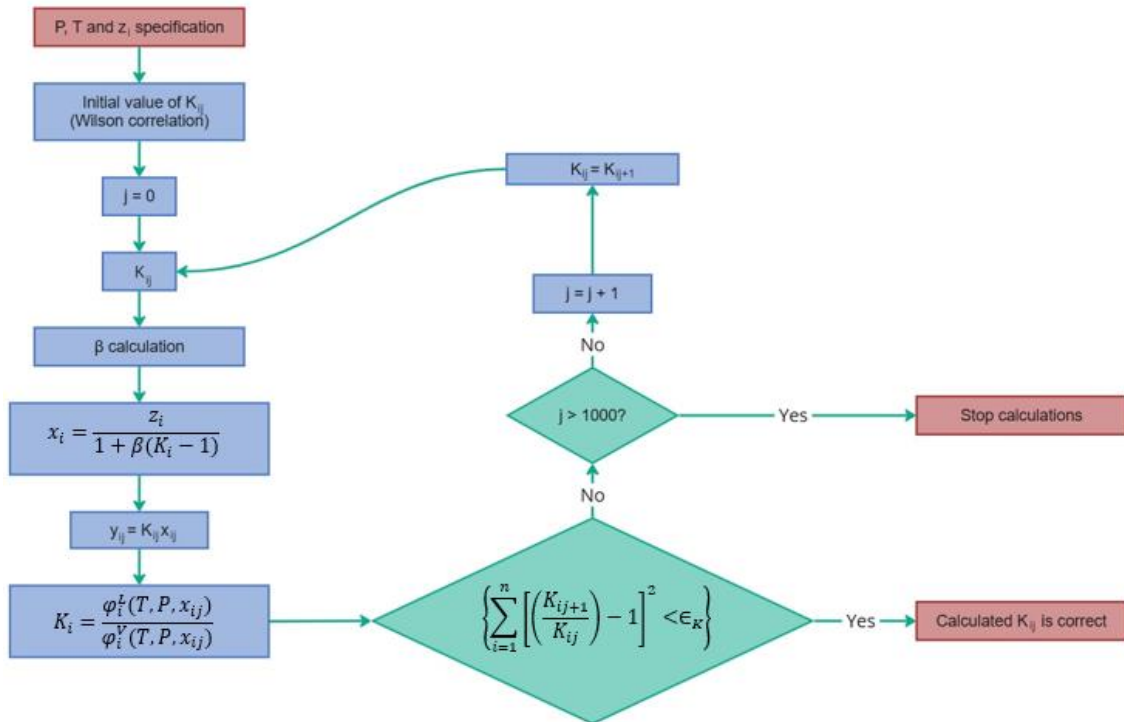 P, T and zᵢ specification
Initial value of Kᵢⱼ
(Wilson correlation)
j = 0
Kᵢⱼ = Kᵢⱼ₊₁
Kᵢⱼ
j = j + 1
β calculation
No
xᵢ = zᵢ / (1 + β(Kᵢ − 1))
j > 1000?
Yes
Stop calculations
No
yᵢⱼ = Kᵢⱼ xᵢⱼ
Kᵢ = φᵢᴸ(T, P, xᵢⱼ) / φᵢⱽ(T, P, xᵢⱼ)
{∑ᵢ₌₁ⁿ [(Kᵢⱼ₊₁ / Kᵢⱼ) − 1]² <∈_K}
Yes
Calculated Kᵢⱼ is correct